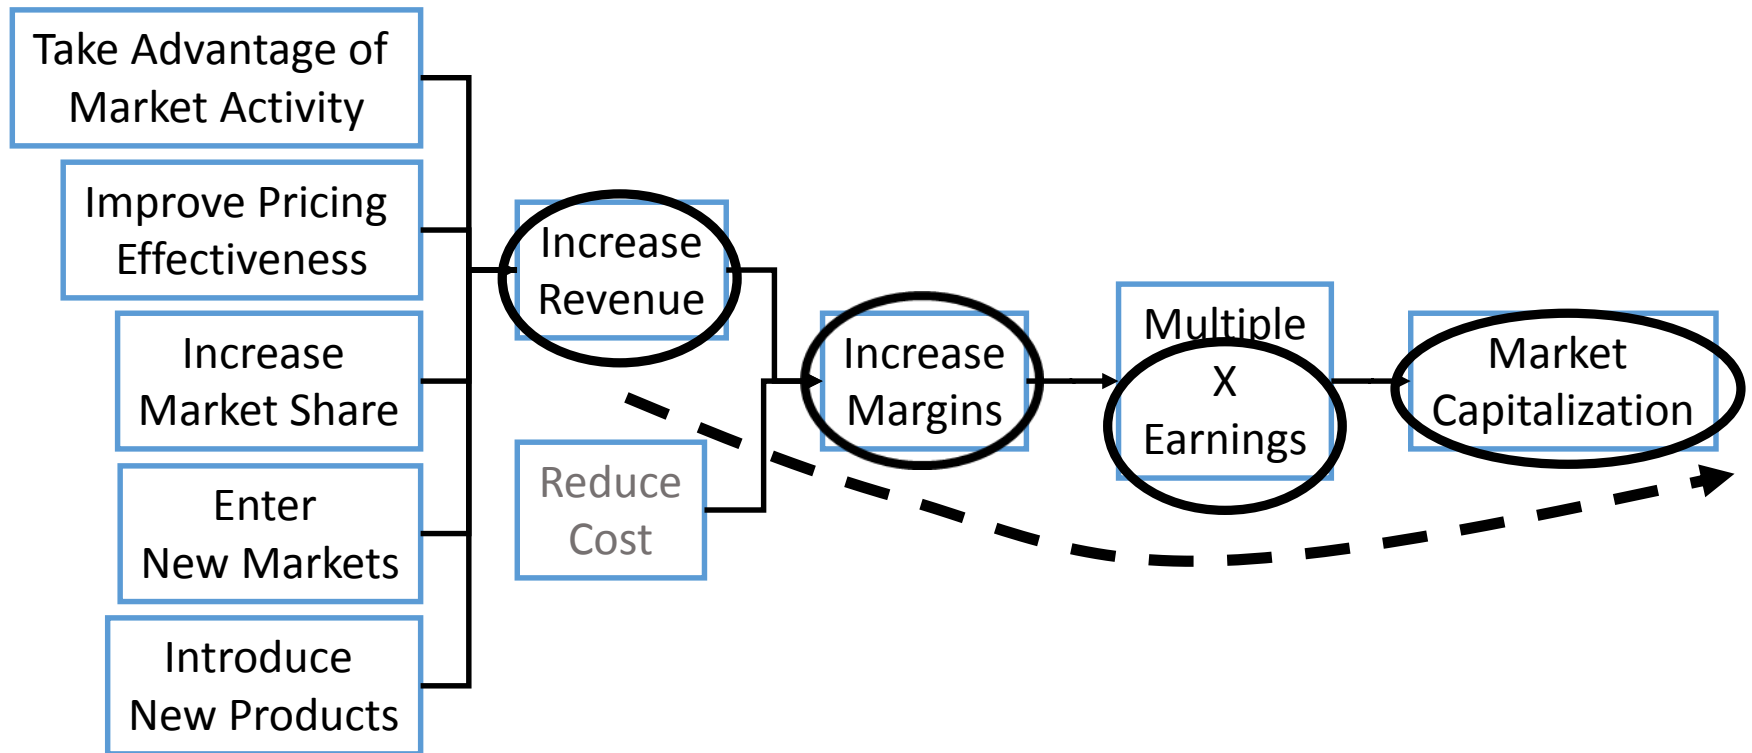 Take Advantage of
Market Activity
Improve Pricing
Effectiveness
Increase
Market Share
Enter
New Markets
Introduce
New Products
Increase
Revenue
Reduce
Cost
Increase
Margins
Multiple
X
Earnings
Market
Capitalization